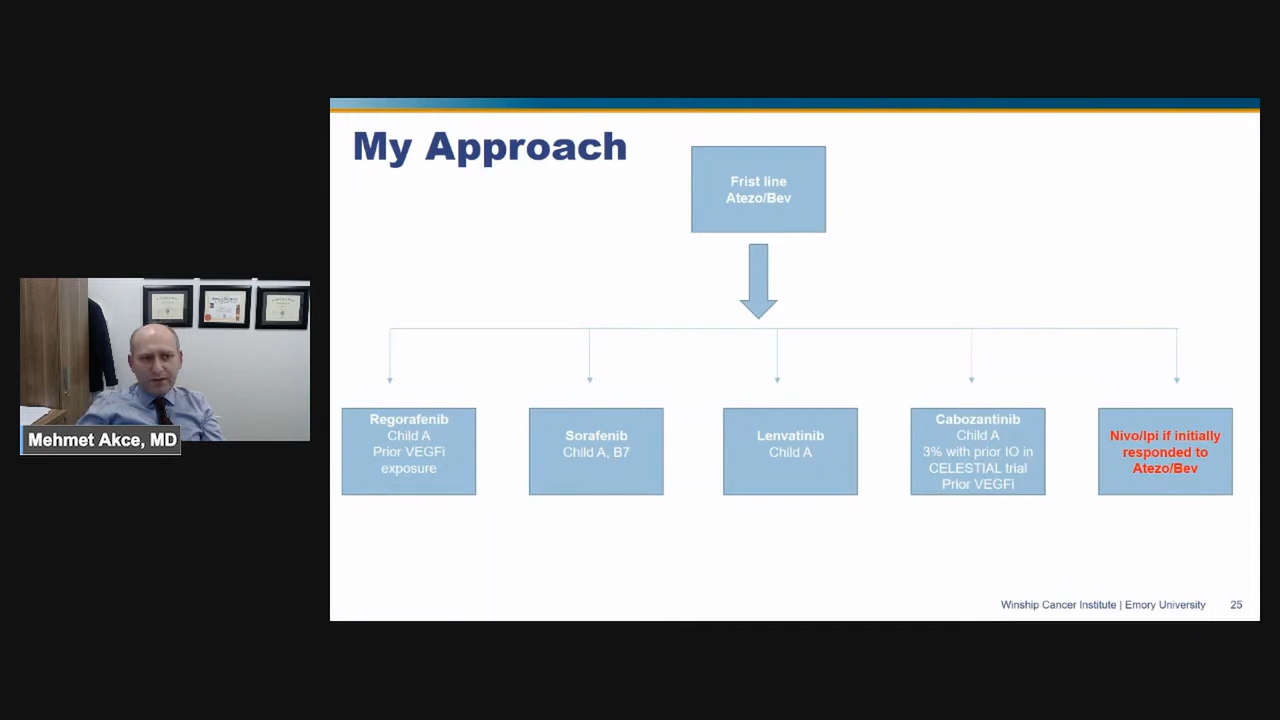 My Approach
Frist line
Atezo/Bev
Regorafenib
Child A
Prior VEGFi
exposure
Sorafenib
Child A, B7
Lenvatinib
Child A
Cabozantinib
Child A
3% with prior IO in
CELESTIAL trial
Prior VEGFi
Nivo/Ipi if initially
responded to
Atezo/Bev
Mehmet Akce, MD
Winship Cancer Institute | Emory University 25